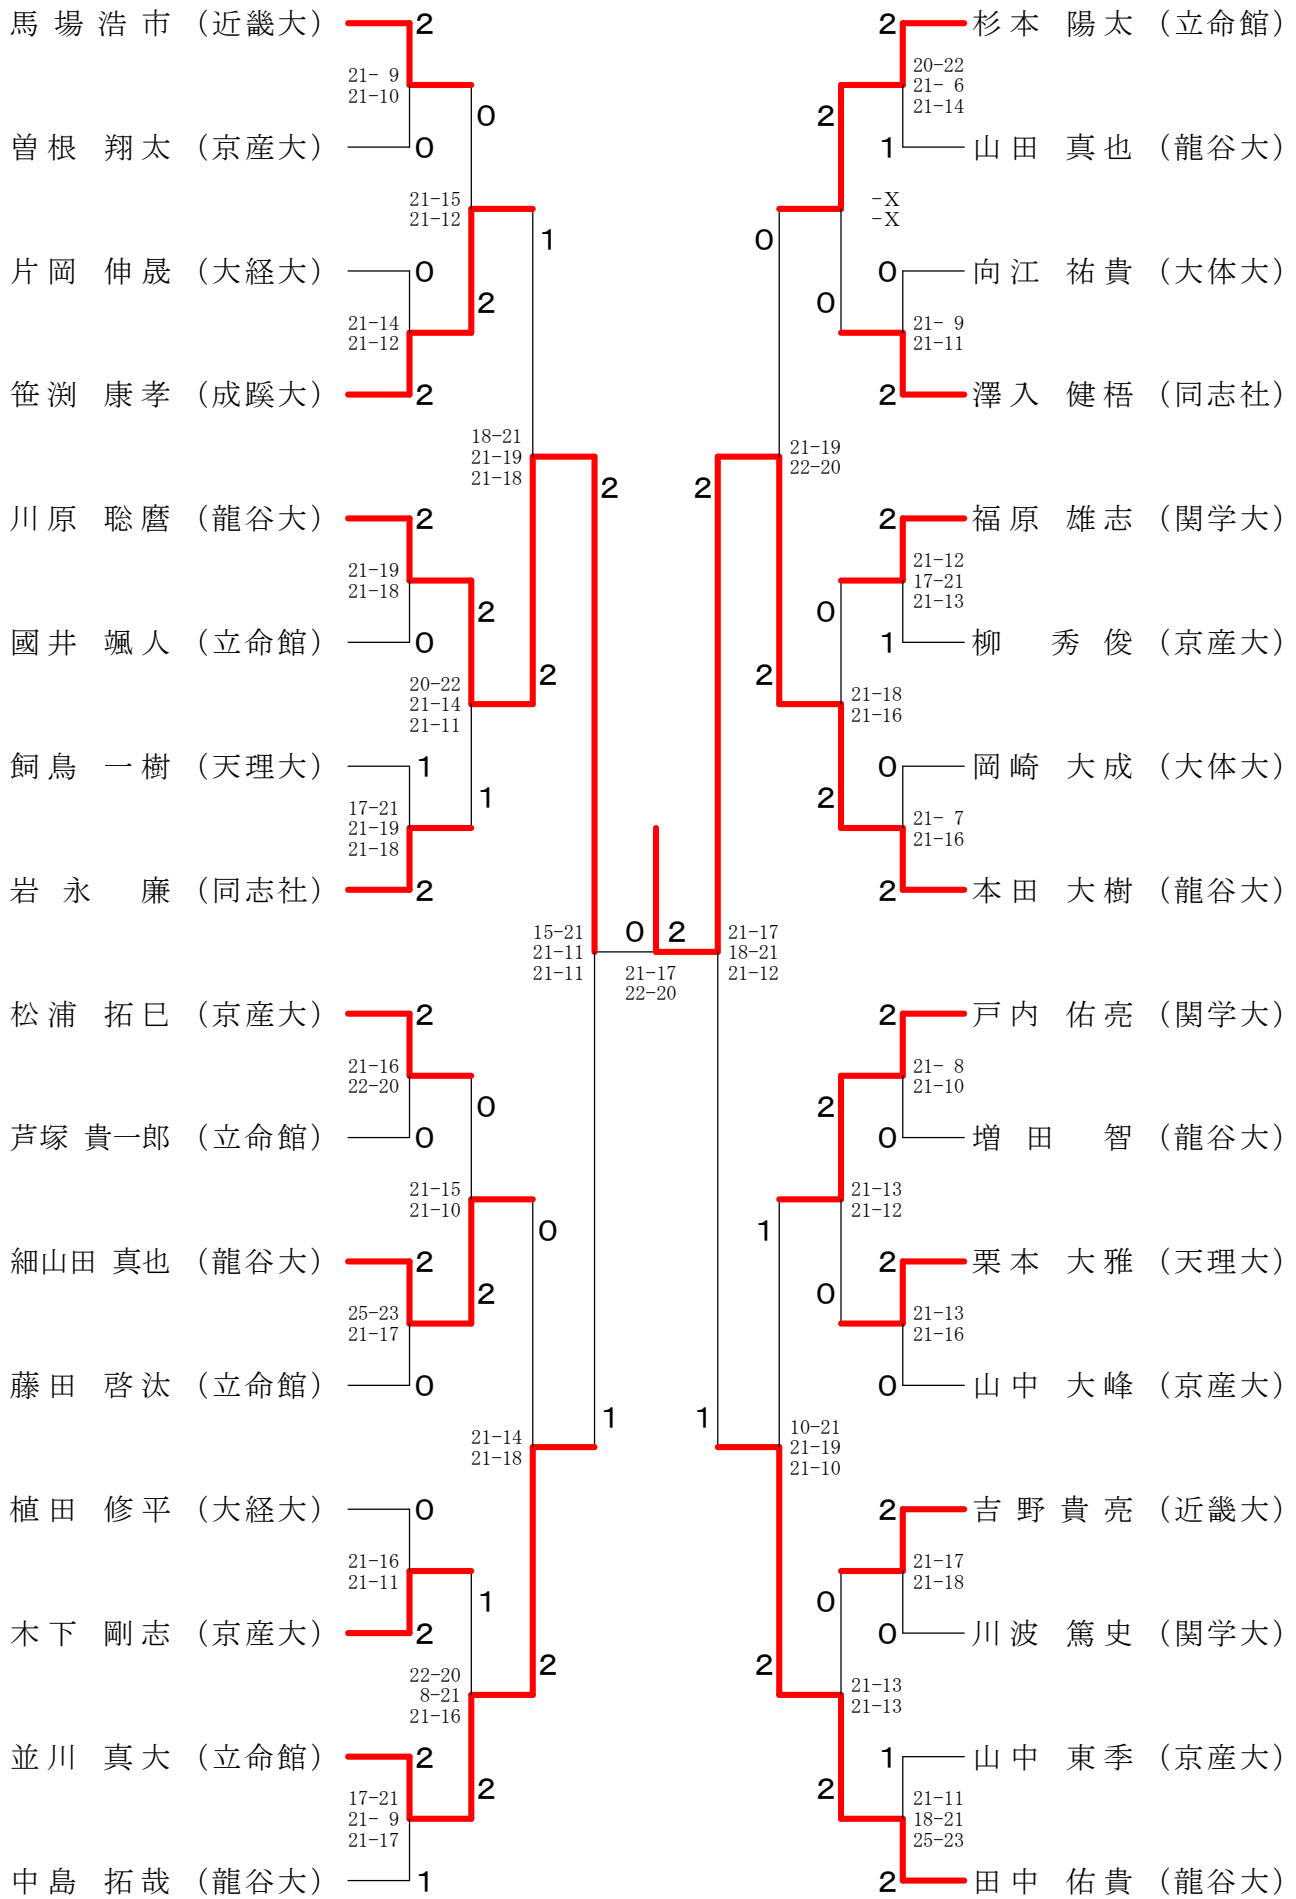 馬場浩市 (近畿大) 2
21- 9
21-10
0
曽根 翔太 (京産大) 0
21-15
21-12
1
片岡 伸晟 (大経大) 0
2
21-14
21-12
笹渕 康孝 (成蹊大) 2
18-21
21-19
21-18
2
川原 聡麿 (龍谷大) 2
21-19
21-18
2
國井 颯人 (立命館) 0
2
20-22
21-14
21-11
飼鳥 一樹 (天理大) 1
1
17-21
21-19
21-18
岩永 廉 (同志社) 2
15-21
21-11
21-11
松浦 拓巳 (京産大) 2
21-16
22-20
0
芦塚 貴一郎 (立命館) 0
21-15
21-10
0
細山田 真也 (龍谷大) 2
2
25-23
21-17
藤田 啓汰 (立命館) 0
1
21-14
21-18
植田 修平 (大経大) 0
21-16
21-11
1
木下 剛志 (京産大) 2
2
22-20
8-21
21-16
並川 真大 (立命館) 2
2
17-21
21- 9
21-17
中島 拓哉 (龍谷大) 1
0 2
21-17
22-20
2 杉本 陽太 (立命館)
20-22
21- 6
21-14
2
1 山田 真也 (龍谷大)
-X
-X
0
0 向江 祐貴 (大体大)
0
21- 9
21-11
2 澤入 健梧 (同志社)
21-19
22-20
2
2 福原 雄志 (関学大)
21-12
17-21
21-13
0
1 柳 秀俊 (京産大)
2
21-18
21-16
0 岡崎 大成 (大体大)
2
21- 7
21-16
2 本田 大樹 (龍谷大)
21-17
18-21
21-12
2 戸内 佑亮 (関学大)
21- 8
21-10
2
0 増田 智 (龍谷大)
21-13
21-12
1
2 栗本 大雅 (天理大)
0
21-13
21-16
0 山中 大峰 (京産大)
1
10-21
21-19
21-10
2 吉野貴亮 (近畿大)
21-17
21-18
0
0 川波 篤史 (関学大)
2
21-13
21-13
1 山中 東季 (京産大)
2
21-11
18-21
25-23
2 田中 佑貴 (龍谷大)